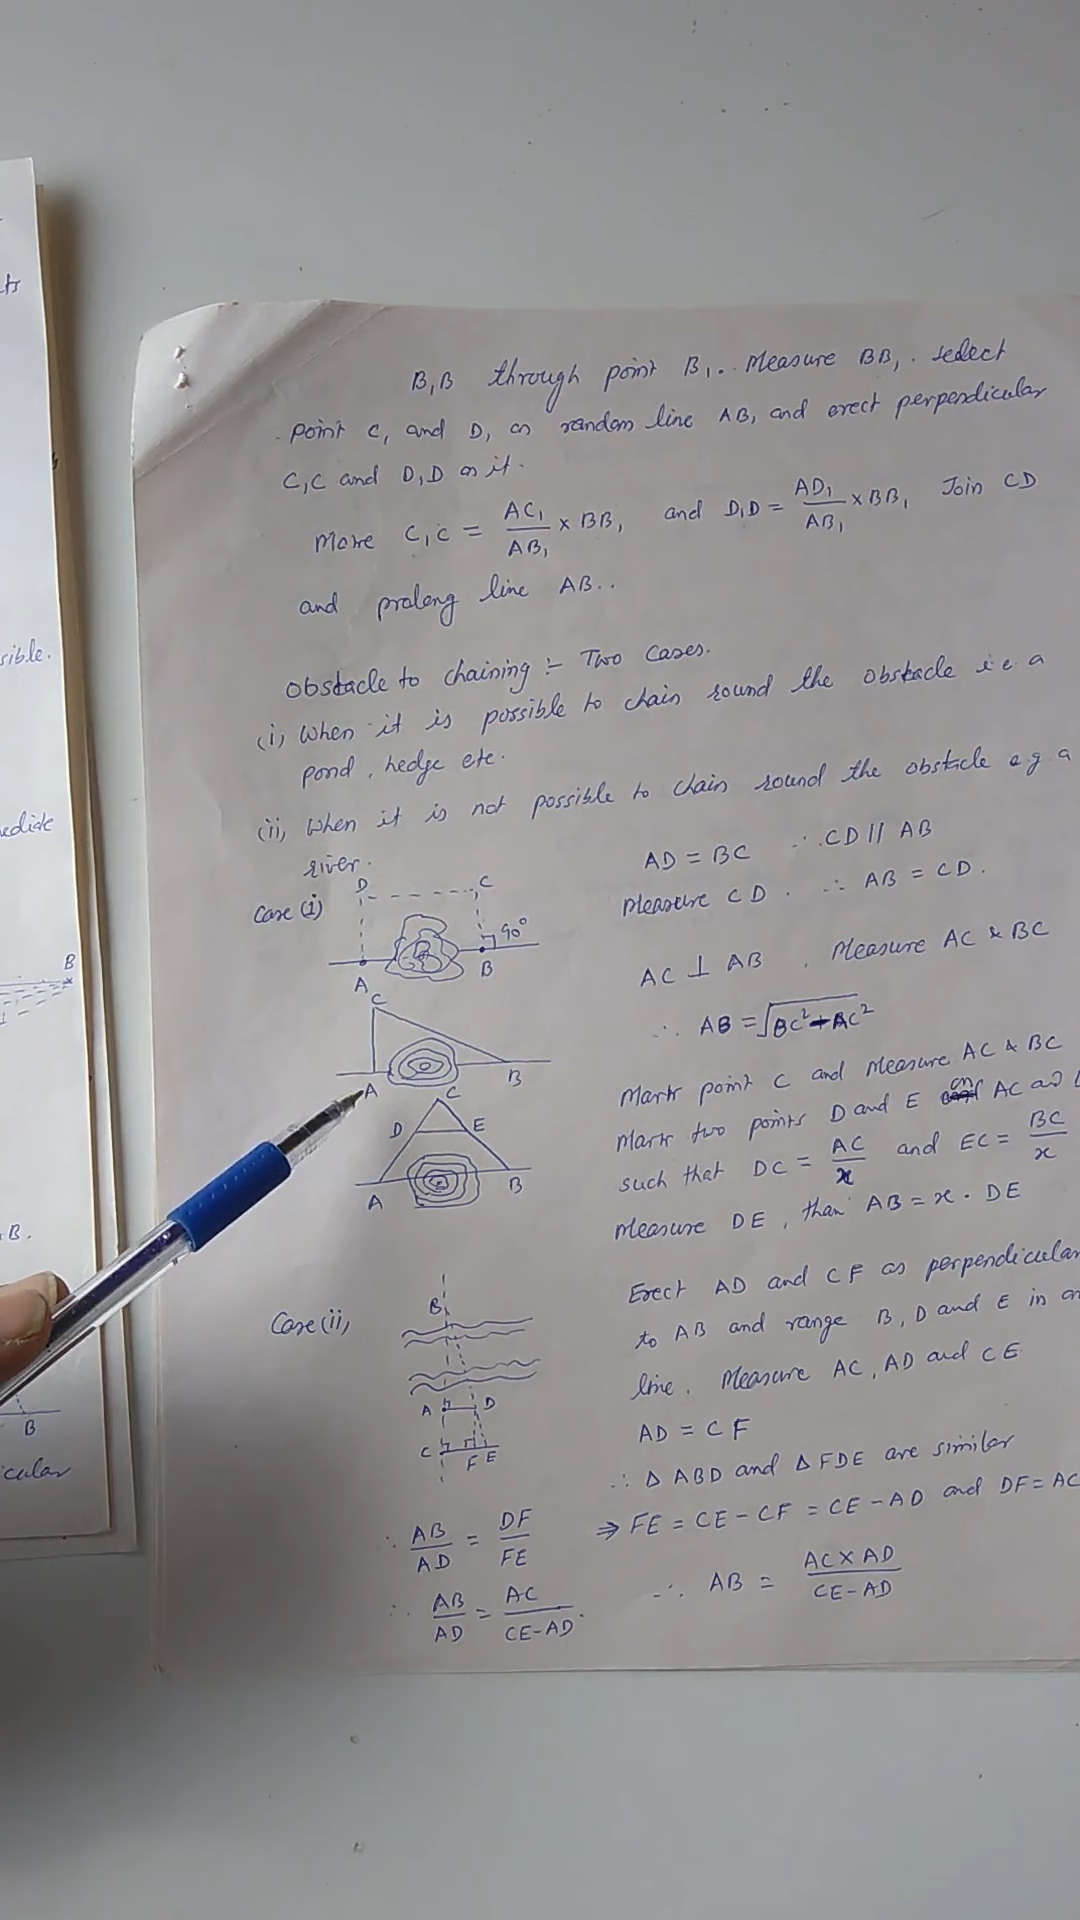 B₁B through point B₁. Measure BB₁. select
point C₁ and D₁ on random line AB₁ and erect perpendicular
C₁C and D₁D on it.
More C₁C = AC₁/AB₁ × BB₁ and D₁D = AD₁/AB₁ × BB₁ Join CD
and prolong line AB..
Obstacle to chaining :- Two cases.
(i) When it is possible to chain round the obstacle i.e. a
pond, hedge etc.
(ii) When it is not possible to chain round the obstacle e.g. a
river.
Case (i)
D C
90°
A B
AD = BC ∴ CD // AB
Measure CD. ∴ AB = CD.
C
A B
AC ⊥ AB. Measure AC & BC
∴ AB = √BC² - AC²
C
D E
A B
Mark point C and Measure AC & BC
Mark two points D and E on AC
such that DC = AC/x and EC = BC/x
Measure DE, than AB = x · DE
Case (ii)
B
A D
C F E
Erect AD and CF as perpendicular
to AB and range B, D and E in
line. Measure AC, AD and CE
AD = CF
∴ Δ ABD and Δ FDE are similar
∴ AB/AD = DF/FE ⇒ FE = CE - CF = CE - AD and DF = AC
∴ AB/AD = AC/CE-AD. ∴ AB = AC × AD/CE - AD
cts
sible.
B
B.
B
cular